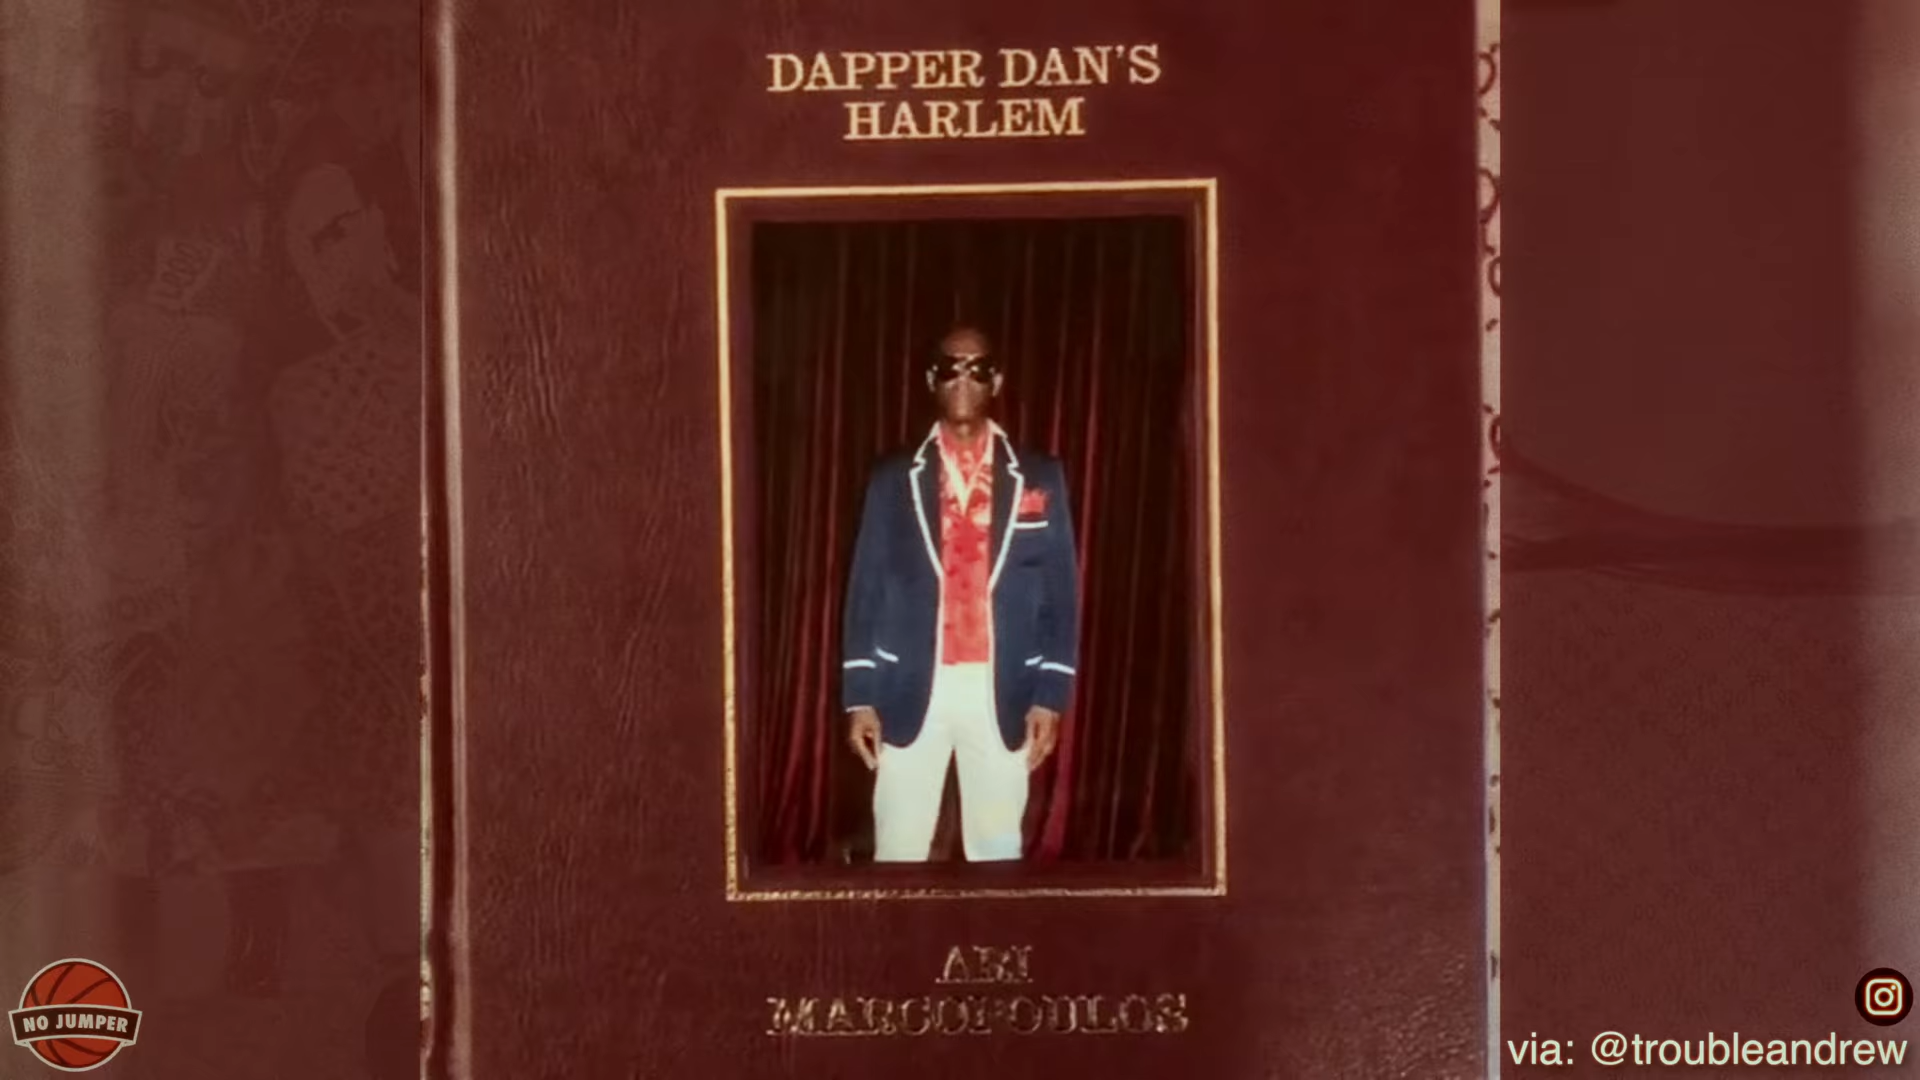 DAPPER DAN'S
HARLEM
ARI
MARCOPOULOS
NO JUMPER
via: @troubleandrew